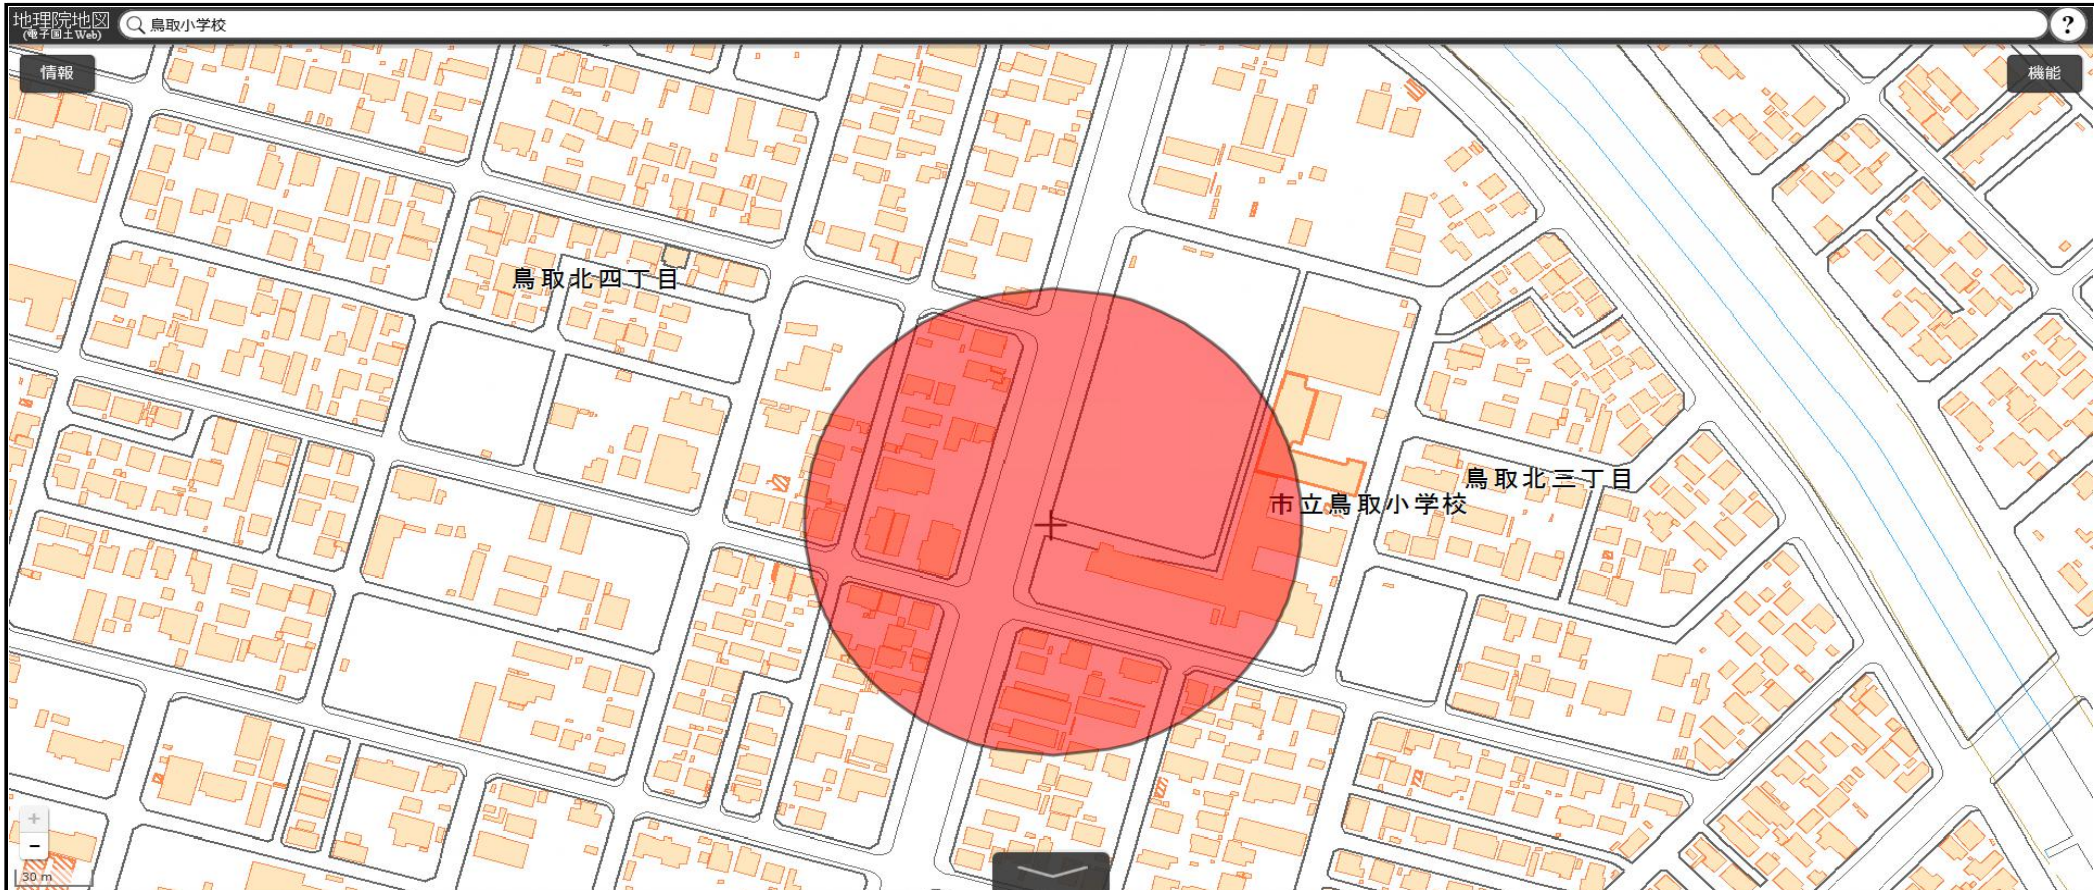 地理院地図
(電子国土Web)
鳥取小学校
?
情報
機能
鳥取北四丁目
鳥取北三丁目
市立鳥取小学校
+
-
30 m